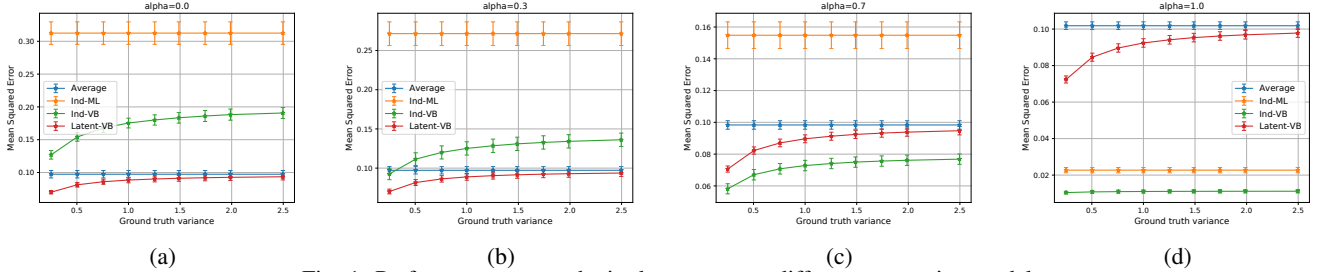 alpha=0.0
Mean Squared Error
0.30
0.25
0.20
0.15
0.10
Average
Ind-ML
Ind-VB
Latent-VB
0.5 1.0 1.5 2.0 2.5
Ground truth variance
(a)
alpha=0.3
Mean Squared Error
0.25
0.20
0.15
0.10
Average
Ind-ML
Ind-VB
Latent-VB
0.5 1.0 1.5 2.0 2.5
Ground truth variance
(b)
alpha=0.7
Mean Squared Error
0.16
0.14
0.12
0.10
0.08
0.06
Average
Ind-ML
Ind-VB
Latent-VB
0.5 1.0 1.5 2.0 2.5
Ground truth variance
(c)
alpha=1.0
Mean Squared Error
0.10
0.08
0.06
0.04
0.02
Average
Ind-ML
Ind-VB
Latent-VB
0.5 1.0 1.5 2.0 2.5
Ground truth variance
(d)